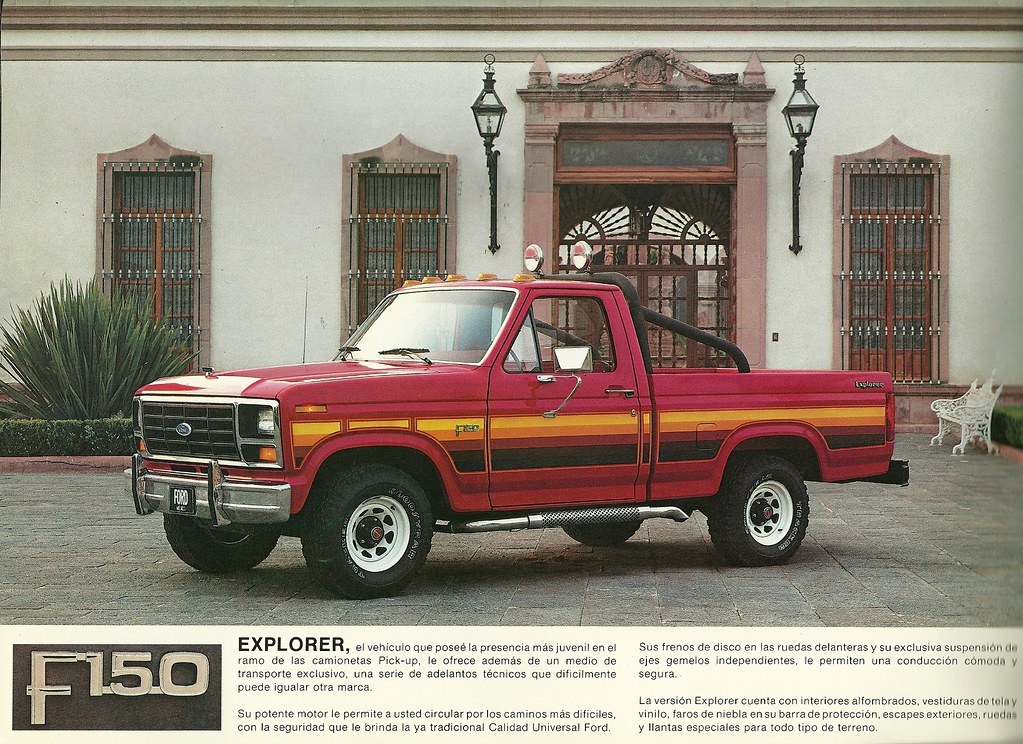 Explorer
F150
FORD
F150
EXPLORER, el vehículo que poseé la presencia más juvenil en el
ramo de las camionetas Pick-up, le ofrece además de un medio de
transporte exclusivo, una serie de adelantos técnicos que dificilmente
puede igualar otra marca.
Su potente motor le permite a usted circular por los caminos más dificiles,
con la seguridad que le brinda la ya tradicional Calidad Universal Ford.
Sus frenos de disco en las ruedas delanteras y su exclusiva suspensión de
ejes gemelos independientes, le permiten una conducción cómoda y
segura.
La versión Explorer cuenta con interiores alfombrados, vestiduras de tela y
vinilo, faros de niebla en su barra de protección, escapes exteriores, ruedas
y llantas especiales para todo tipo de terreno.